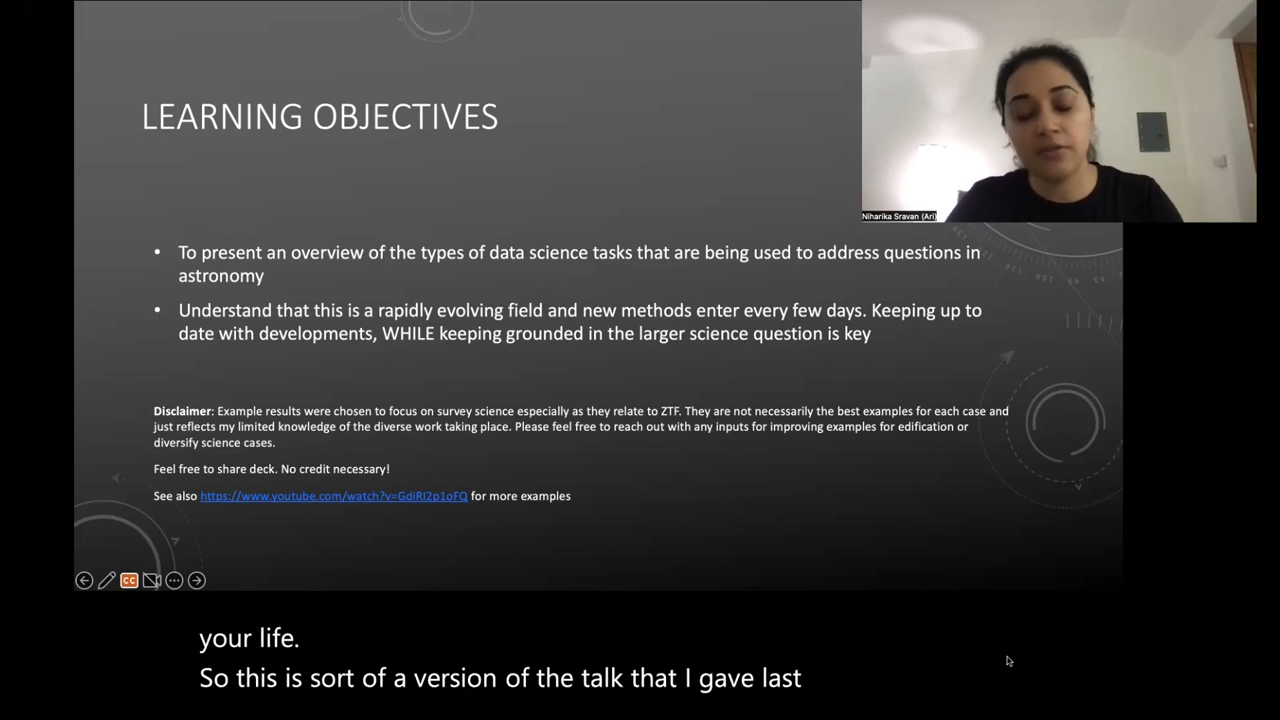 LEARNING OBJECTIVES
Niharika Sravan (Ari)
• To present an overview of the types of data science tasks that are being used to address questions in
astronomy
• Understand that this is a rapidly evolving field and new methods enter every few days. Keeping up to
date with developments, WHILE keeping grounded in the larger science question is key
Disclaimer: Example results were chosen to focus on survey science especially as they relate to ZTF. They are not necessarily the best examples for each case and
just reflects my limited knowledge of the diverse work taking place. Please feel free to reach out with any inputs for improving examples for edification or
diversify science cases.
Feel free to share deck. No credit necessary!
See also https://www.youtube.com/watch?v=GdiRI2p1oFQ for more examples
CC
your life.
So this is sort of a version of the talk that I gave last